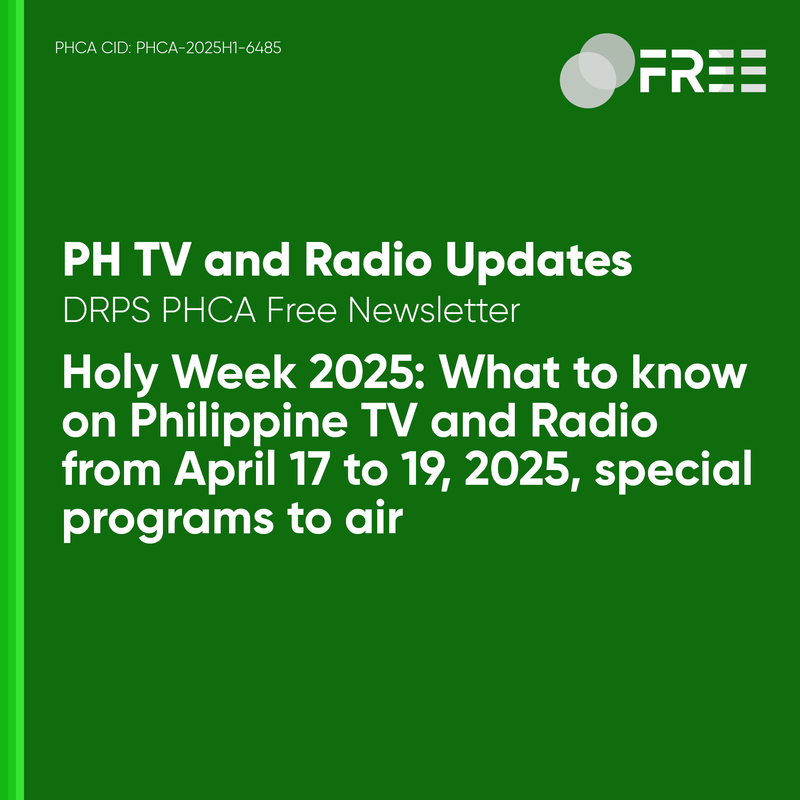 PHCA CID: PHCA-2025H1-6485
FREE
PH TV and Radio Updates
DRPS PHCA Free Newsletter
Holy Week 2025: What to know
on Philippine TV and Radio
from April 17 to 19, 2025, special
programs to air